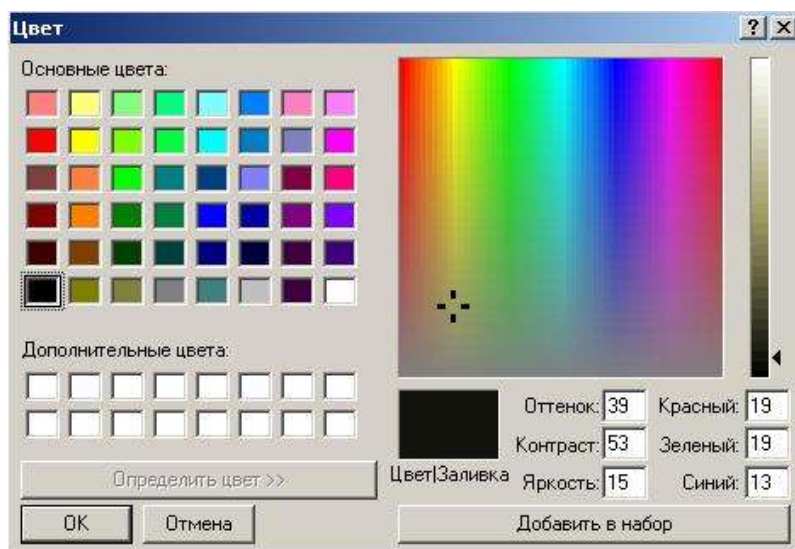 Цвет
Основные цвета:
Дополнительные цвета:
Определить цвет >>
OK
Отмена
Цвет|Заливка
Оттенок: 39
Контраст: 53
Яркость: 15
Красный: 19
Зеленый: 19
Синий: 13
Добавить в набор